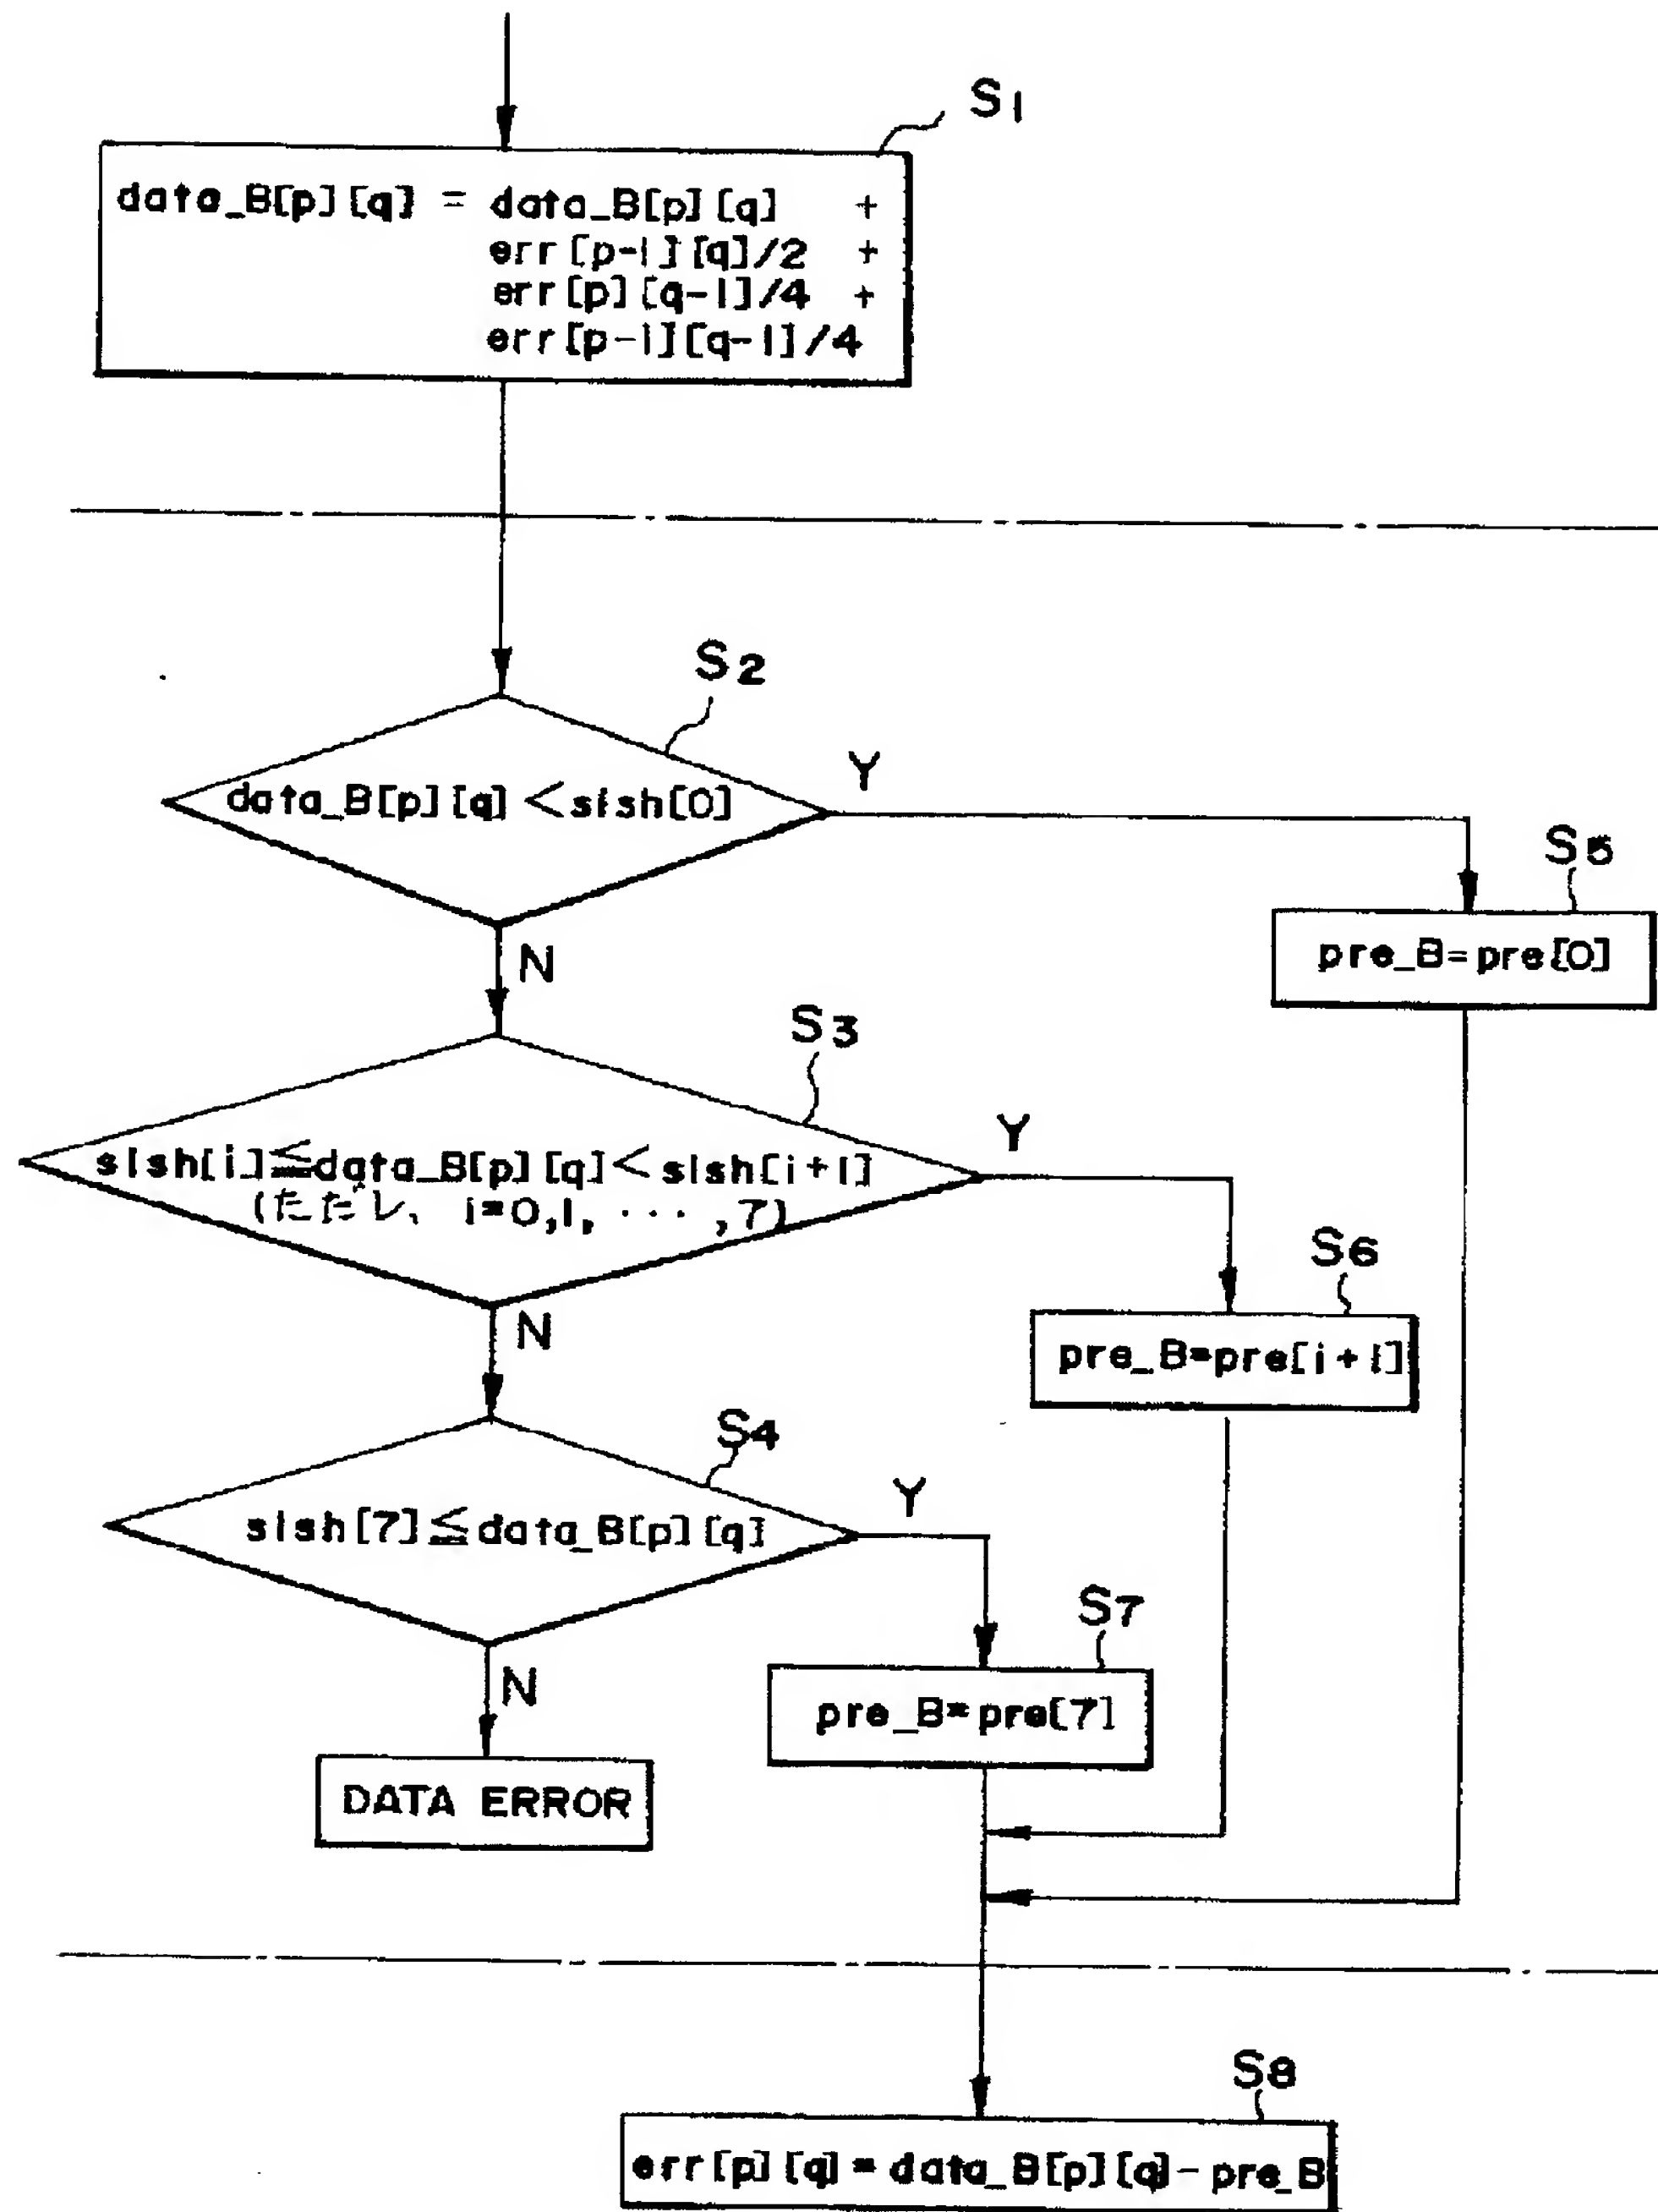 S1
data_B[p][q] = data_B[p][q] +
err[p-1][q]/2 +
err[p][q-1]/4 +
err[p-1][q-1]/4
S2
data_B[p][q]<slsh[0]
Y
S5
pre_B=pre[0]
N
S3
slsh[i]≦data_B[p][q]<slsh[i+1]
(ただし、 i=0,1, ･･･ ,7)
Y
S6
pre_B=pre[i+1]
N
S4
slsh[7]≦data_B[p][q]
Y
S7
pre_B=pre[7]
N
DATA ERROR
S8
err[p][q]=data_B[p][q]-pre_B